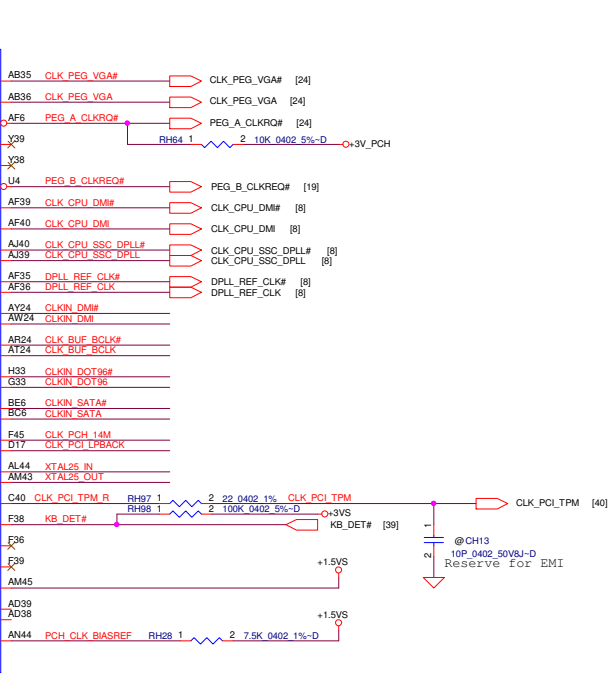 AB35 CLK_PEG_VGA# CLK_PEG_VGA# [24]
AB36 CLK_PEG_VGA CLK_PEG_VGA [24]
AF6 PEG_A_CLKRQ# PEG_A_CLKRQ# [24]
Y39 RH64 1 2 10K_0402_5%~D +3V_PCH
Y38
U4 PEG_B_CLKREQ# PEG_B_CLKREQ# [19]
AF39 CLK_CPU_DMI# CLK_CPU_DMI# [8]
AF40 CLK_CPU_DMI CLK_CPU_DMI [8]
AJ40 CLK_CPU_SSC_DPLL# CLK_CPU_SSC_DPLL# [8]
AJ39 CLK_CPU_SSC_DPLL CLK_CPU_SSC_DPLL [8]
AF35 DPLL_REF_CLK# DPLL_REF_CLK# [8]
AF36 DPLL_REF_CLK DPLL_REF_CLK [8]
AY24 CLKIN_DMI#
AW24 CLKIN_DMI
AR24 CLK_BUF_BCLK#
AT24 CLK_BUF_BCLK
H33 CLKIN_DOT96#
G33 CLKIN_DOT96
BE6 CLKIN_SATA#
BC6 CLKIN_SATA
F45 CLK_PCH_14M
D17 CLK_PCI_LPBACK
AL44 XTAL25_IN
AM43 XTAL25_OUT
C40 CLK_PCI_TPM_R RH97 1 2 22_0402_1% CLK_PCI_TPM CLK_PCI_TPM [40]
RH98 1 2 100K_0402_5%~D +3VS
F38 KB_DET# KB_DET# [39]
1
F36 @CH13
2 10P_0402_50V8J~D
F39 +1.5VS Reserve for EMI
AM45
AD39
AD38 +1.5VS
AN44 PCH_CLK_BIASREF RH28 1 2 7.5K_0402_1%~D